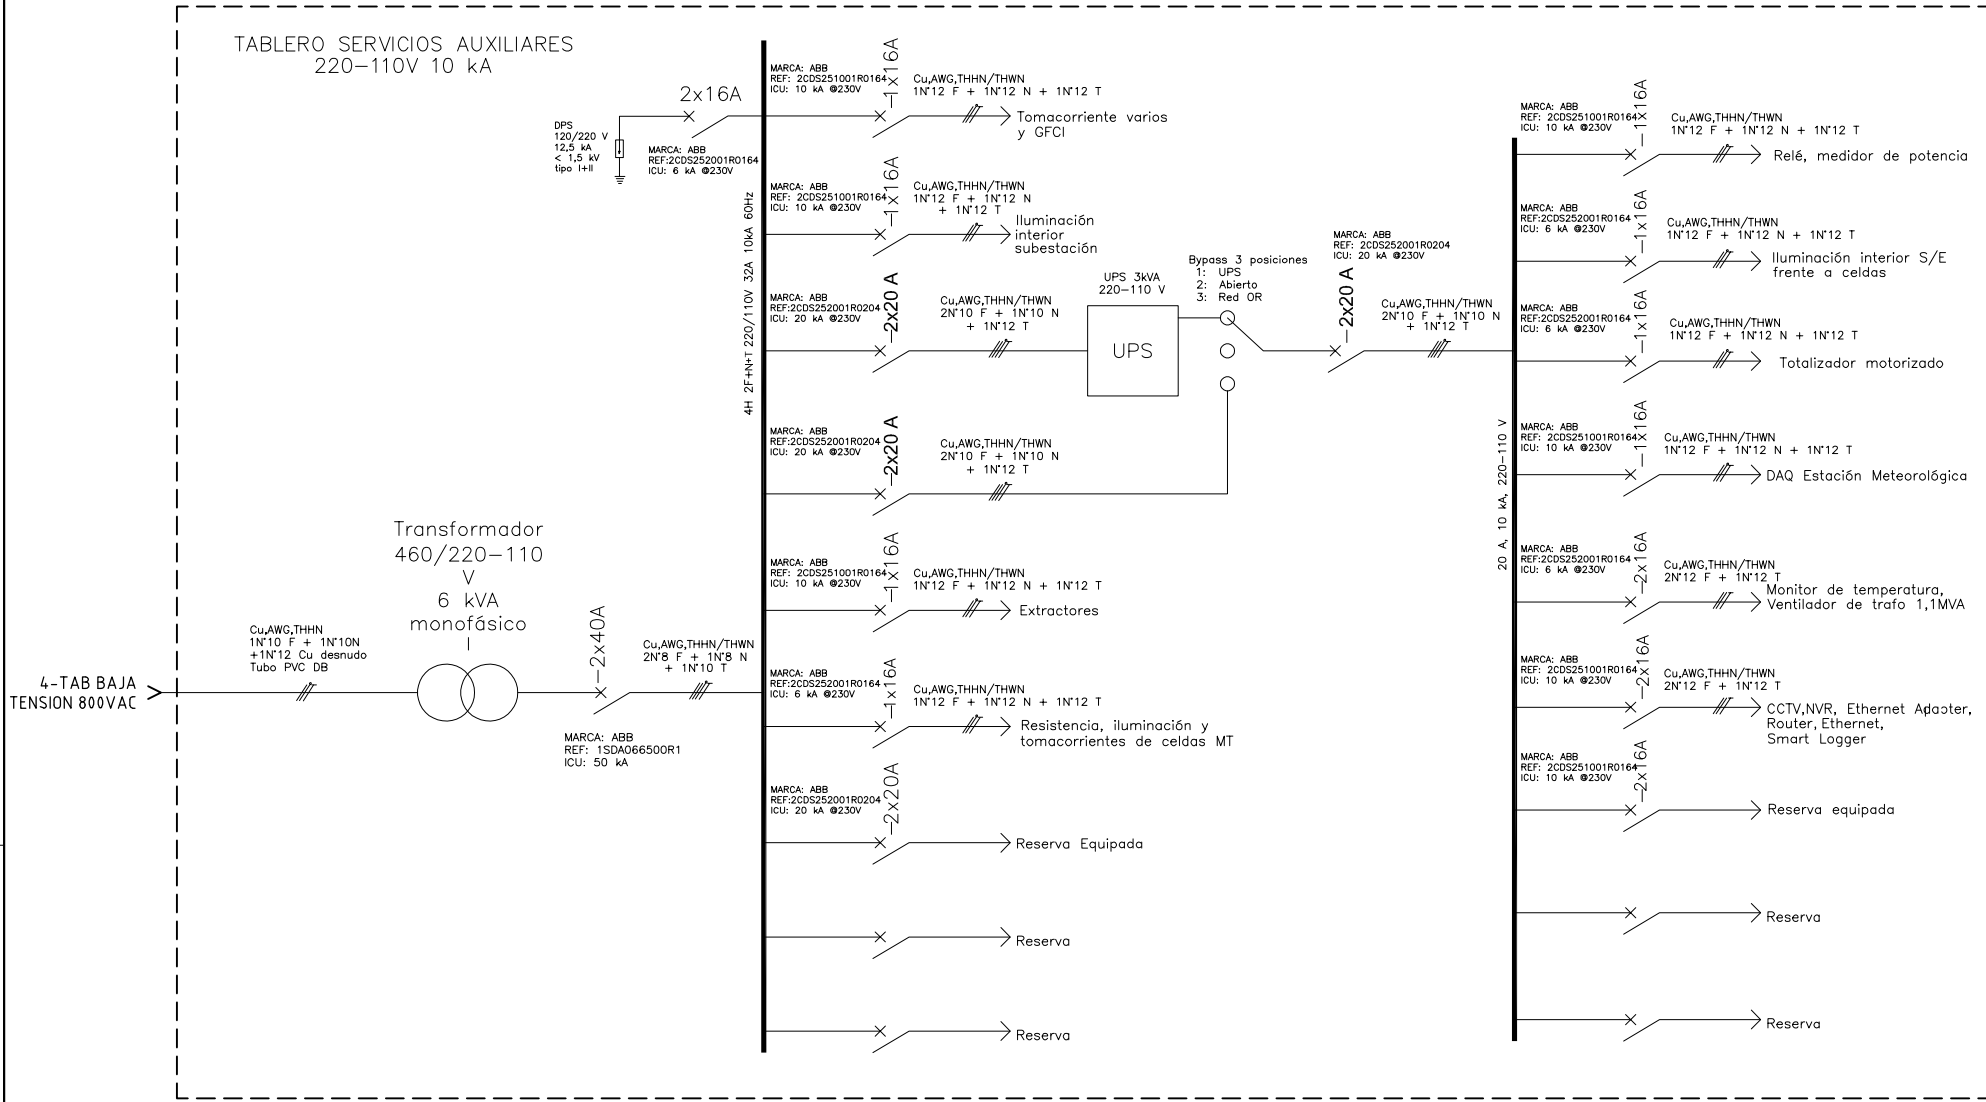 TABLERO SERVICIOS AUXILIARES
220-110V 10 kA
2x16A
DPS
120/220 V
12,5 kA
< 1,5 kV
tipo I+II
MARCA: ABB
REF:2CDS252001R0164
ICU: 6 kA @230V
4-TAB BAJA
TENSION 800VAC
Cu,AWG,THHN
1N°10 F + 1N°10N
+1N°12 Cu desnudo
Tubo PVC DB
Transformador
460/220-110
V
6 kVA
monofásico
2x40A
MARCA: ABB
REF: 1SDA066500R1
ICU: 50 kA
Cu,AWG,THHN/THWN
2N°8 F + 1N°8 N
+ 1N°10 T
4H 2F+N+T 220/110V 32A 10kA 60Hz
MARCA: ABB
REF: 2CDS251001R0164
ICU: 10 kA @230V
1x16A
Cu,AWG,THHN/THWN
1N°12 F + 1N°12 N + 1N°12 T
Tomacorriente varios
y GFCI
MARCA: ABB
REF: 2CDS251001R0164
ICU: 10 kA @230V
1x16A
Cu,AWG,THHN/THWN
1N°12 F + 1N°12 N
+ 1N°12 T
Iluminación
interior
subestación
MARCA: ABB
REF:2CDS252001R0204
ICU: 20 kA @230V
2x20 A
Cu,AWG,THHN/THWN
2N°10 F + 1N°10 N
+ 1N°12 T
UPS 3kVA
220-110 V
UPS
Bypass 3 posiciones
1: UPS
2: Abierto
3: Red OR
MARCA: ABB
REF: 2CDS252001R0204
ICU: 20 kA @230V
2x20 A
Cu,AWG,THHN/THWN
2N°10 F + 1N°10 N
+ 1N°12 T
MARCA: ABB
REF:2CDS252001R0204
ICU: 20 kA @230V
2x20 A
Cu,AWG,THHN/THWN
2N°10 F + 1N°10 N
+ 1N°12 T
MARCA: ABB
REF: 2CDS251001R0164
ICU: 10 kA @230V
1x16A
Cu,AWG,THHN/THWN
1N°12 F + 1N°12 N + 1N°12 T
Extractores
MARCA: ABB
REF:2CDS252001R0164
ICU: 6 kA @230V
1x16A
Cu,AWG,THHN/THWN
1N°12 F + 1N°12 N + 1N°12 T
Resistencia, iluminación y
tomacorrientes de celdas MT
MARCA: ABB
REF:2CDS252001R0204
ICU: 20 kA @230V
2x20A
Reserva Equipada
Reserva
Reserva
20 A, 10 kA, 220-110 V
MARCA: ABB
REF: 2CDS251001R0164
ICU: 10 kA @230V
1x16A
Cu,AWG,THHN/THWN
1N°12 F + 1N°12 N + 1N°12 T
Relé, medidor de potencia
MARCA: ABB
REF:2CDS252001R0164
ICU: 6 kA @230V
1x16A
Cu,AWG,THHN/THWN
1N°12 F + 1N°12 N + 1N°12 T
Iluminación interior S/E
frente a celdas
MARCA: ABB
REF:2CDS252001R0164
ICU: 6 kA @230V
1x16A
Cu,AWG,THHN/THWN
1N°12 F + 1N°12 N + 1N°12 T
Totalizador motorizado
MARCA: ABB
REF: 2CDS251001R0164
ICU: 10 kA @230V
1x16A
Cu,AWG,THHN/THWN
1N°12 F + 1N°12 N + 1N°12 T
DAQ Estación Meteorológica
MARCA: ABB
REF:2CDS252001R0164
ICU: 6 kA @230V
2x16A
Cu,AWG,THHN/THWN
2N°12 F + 1N°12 T
Monitor de temperatura,
Ventilador de trafo 1,1MVA
MARCA: ABB
REF: 2CDS251001R0164
ICU: 10 kA @230V
2x16A
Cu,AWG,THHN/THWN
2N°12 F + 1N°12 T
CCTV,NVR, Ethernet Adapter,
Router, Ethernet,
Smart Logger
MARCA: ABB
REF: 2CDS251001R0164
ICU: 10 kA @230V
2x16A
Reserva equipada
Reserva
Reserva